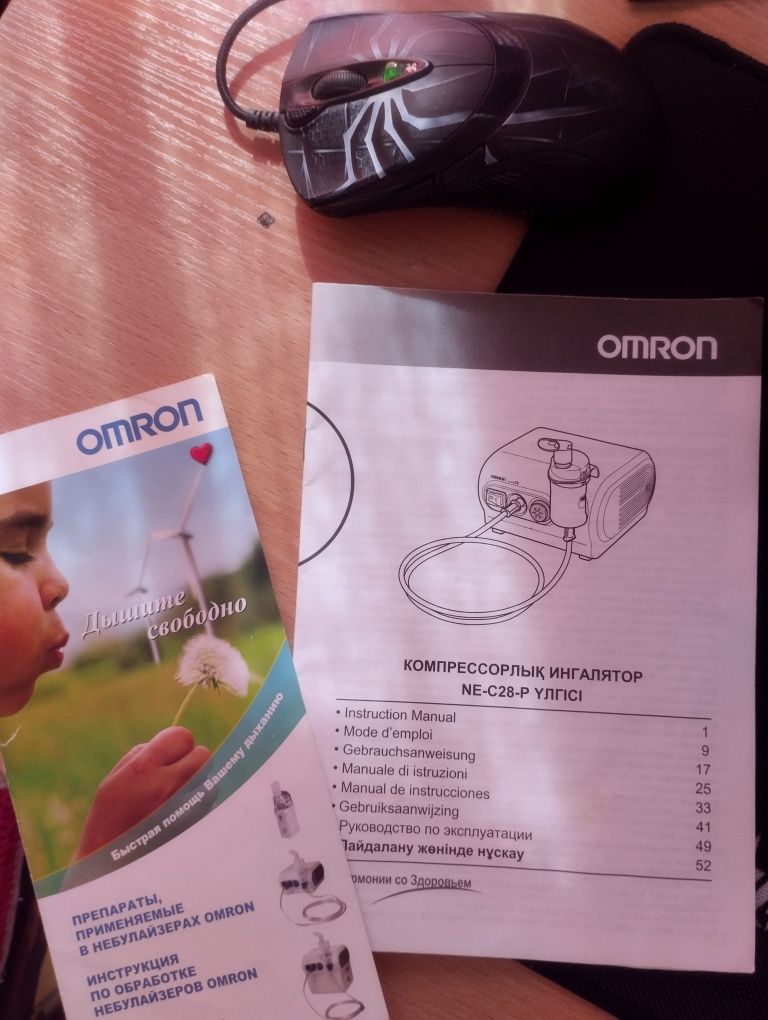 OMRON
OMRON
OMRON
КОМПРЕССОРЛЫҚ ИНГАЛЯТОР
NE-C28-P ҮЛГІСІ
• Instruction Manual 1
• Mode d'emploi 9
• Gebrauchsanweisung 17
• Manuale di istruzioni 25
• Manual de instrucciones 33
• Gebruiksaanwijzing 41
Руководство по эксплуатации 49
Пайдалану жөнінде нұскау 52
рмонии со Здоровьем
Дышите
свободно
Быстрая помощь Вашему дыханию
ПРЕПАРАТЫ,
ПРИМЕНЯЕМЫЕ
В НЕБУЛАЙЗЕРАХ OMRON
ИНСТРУКЦИЯ
ПО ОБРАБОТКЕ
НЕБУЛАЙЗЕРОВ OMRON